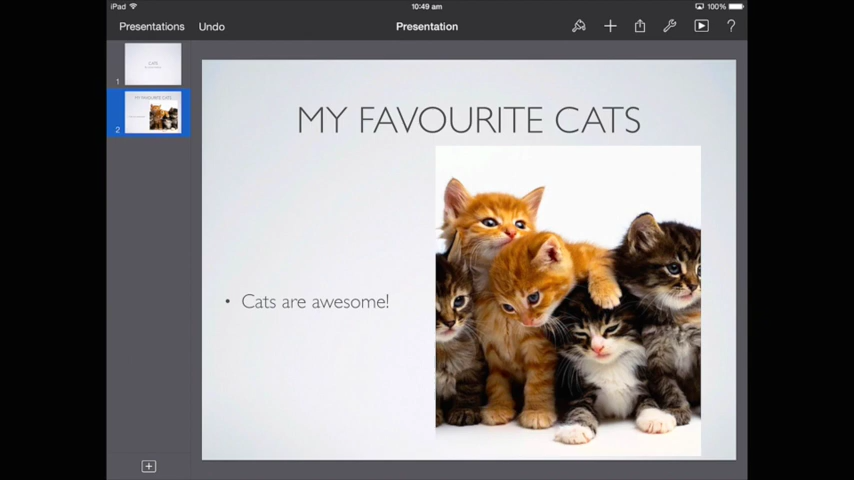 iPad 10:49 am 100%
Presentations Undo Presentation ?
1
CATS
2
MY FAVOURITE CATS
MY FAVOURITE CATS
• Cats are awesome!